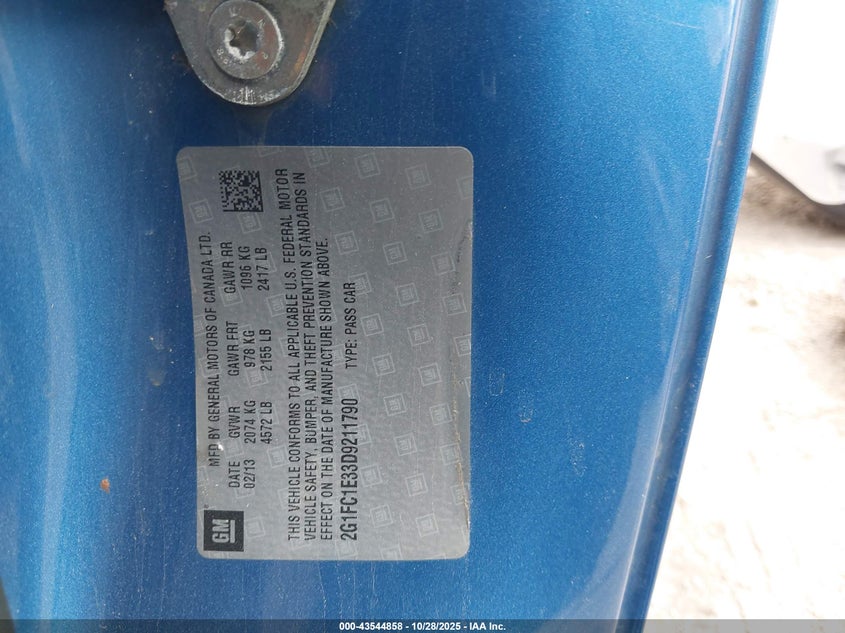 MFD BY GENERAL MOTORS OF CANADA LTD.
DATE GVWR GAWR FRT GAWR RR
02/13 2074 KG 978 KG 1096 KG
4572 LB 2155 LB 2417 LB
THIS VEHICLE CONFORMS TO ALL APPLICABLE U.S. FEDERAL MOTOR
VEHICLE SAFETY, BUMPER, AND THEFT PREVENTION STANDARDS IN
EFFECT ON THE DATE OF MANUFACTURE SHOWN ABOVE.
2G1FC1E33D9211790 TYPE: PASS CAR
GM
000-43544858 - 10/28/2025 - IAA Inc.